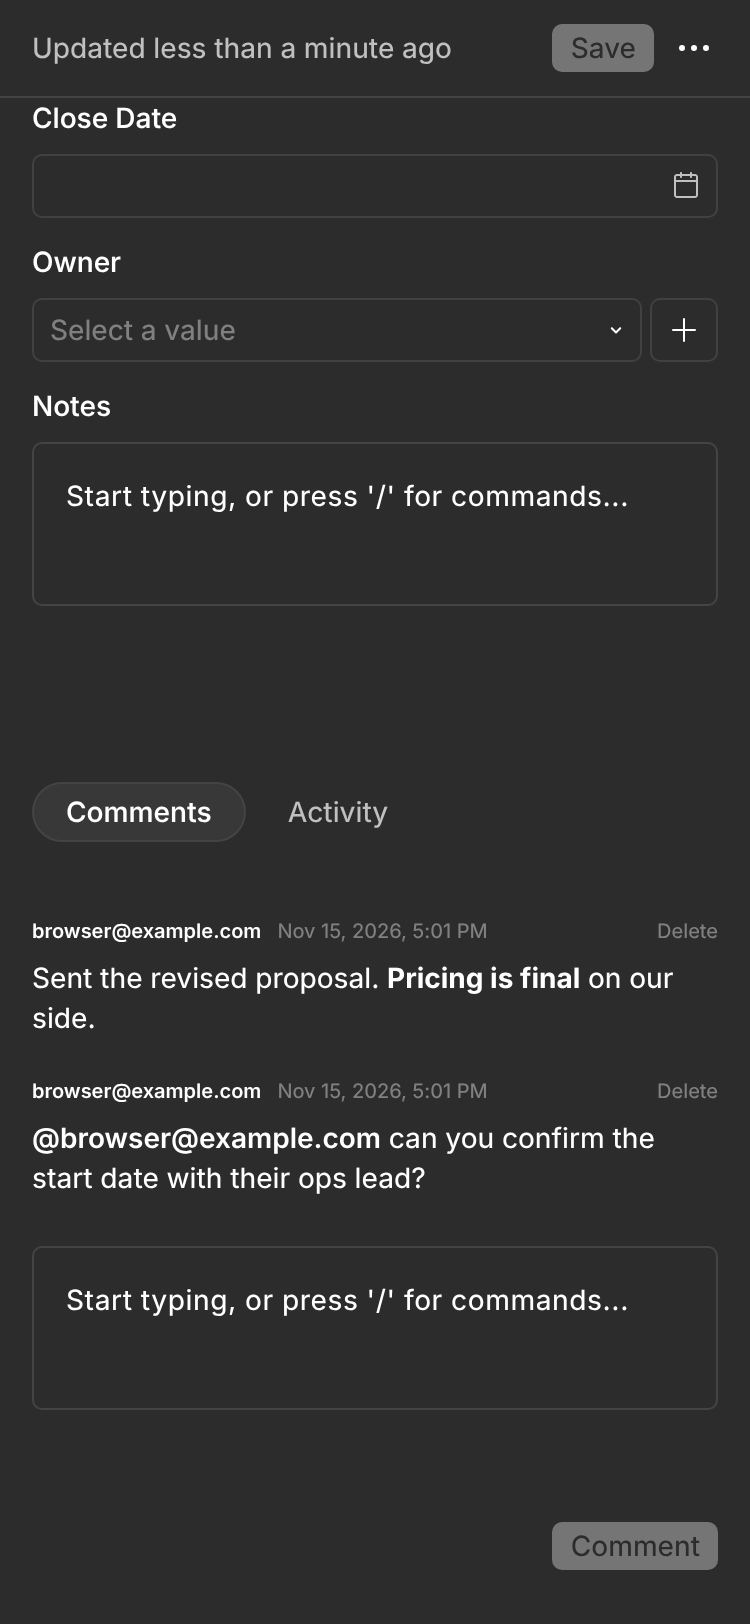 Updated less than a minute ago
Save
Close Date
Owner
Select a value
Notes
Start typing, or press '/' for commands...
Comments
Activity
browser@example.com Nov 15, 2026, 5:01 PM Delete
Sent the revised proposal. Pricing is final on our
side.
browser@example.com Nov 15, 2026, 5:01 PM Delete
@browser@example.com can you confirm the
start date with their ops lead?
Start typing, or press '/' for commands...
Comment